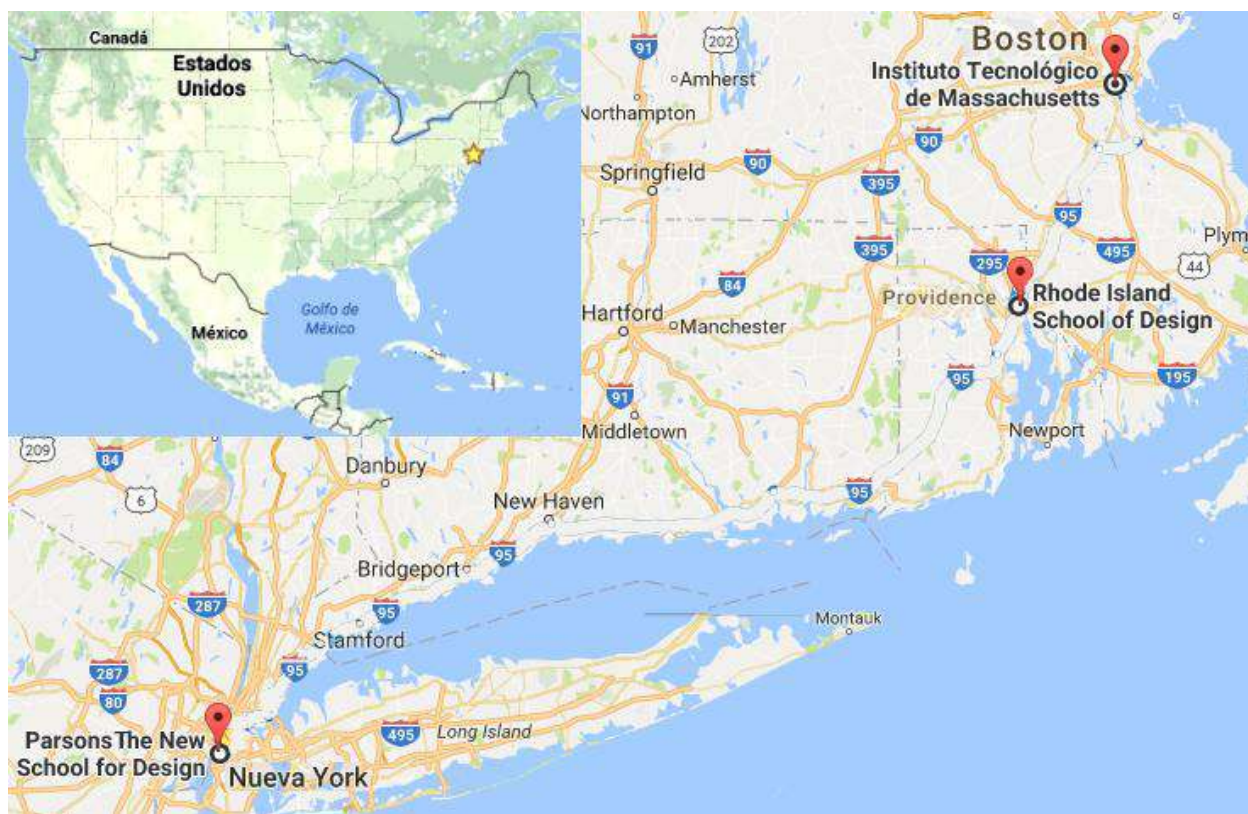 Canadá
Estados
Unidos
Golfo de
México
México
91
202
Boston
Amherst
Instituto Tecnológico
de Massachusetts
Northampton
90
90
Springfield
395
95
395
495
Plym
295
44
84
Providence
Rhode Island
School of Design
Hartford
Manchester
95
195
91
Middletown
Newport
209
84
Danbury
6
95
New Haven
95
Bridgeport
287
95
Stamford
Montauk
287
95
80
Parsons The New
School for Design
495
Long Island
Nueva York